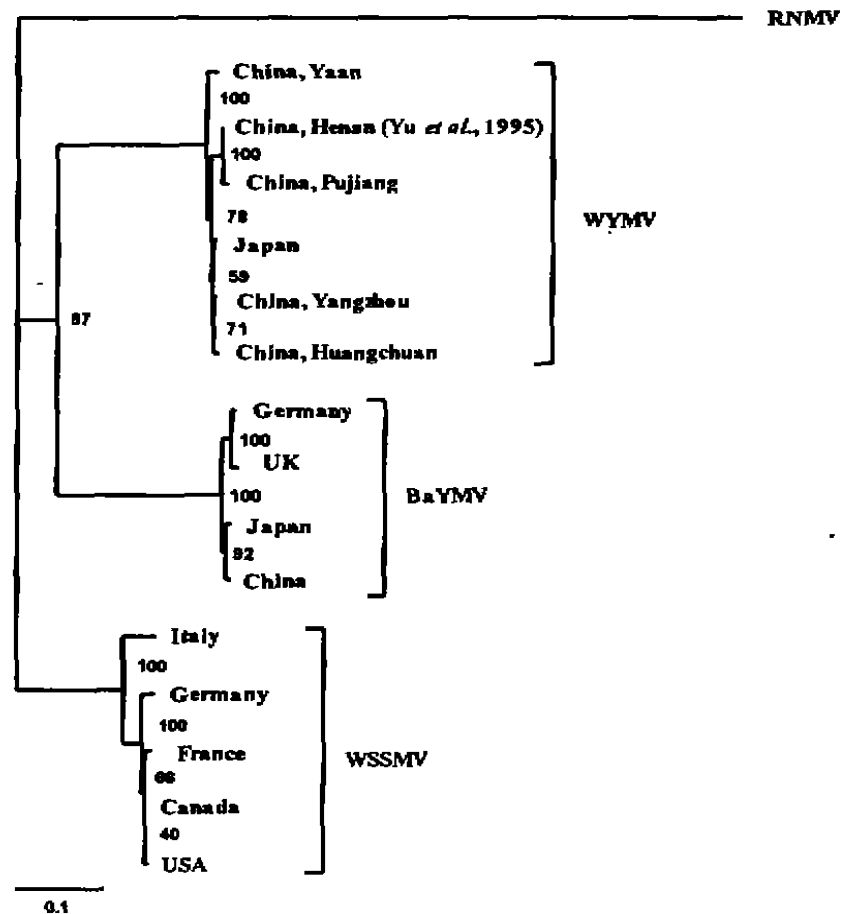 RNMV
China, Yaan
100
China, Henan (Yu et al., 1995)
100
China, Pujiang
78
WYMV
Japan
59
China, Yangzhou
87
71
China, Huangchuan
Germany
100
UK
100
BaYMV
Japan
92
China
Italy
100
Germany
100
France
WSSMV
66
Canada
40
USA
0.1